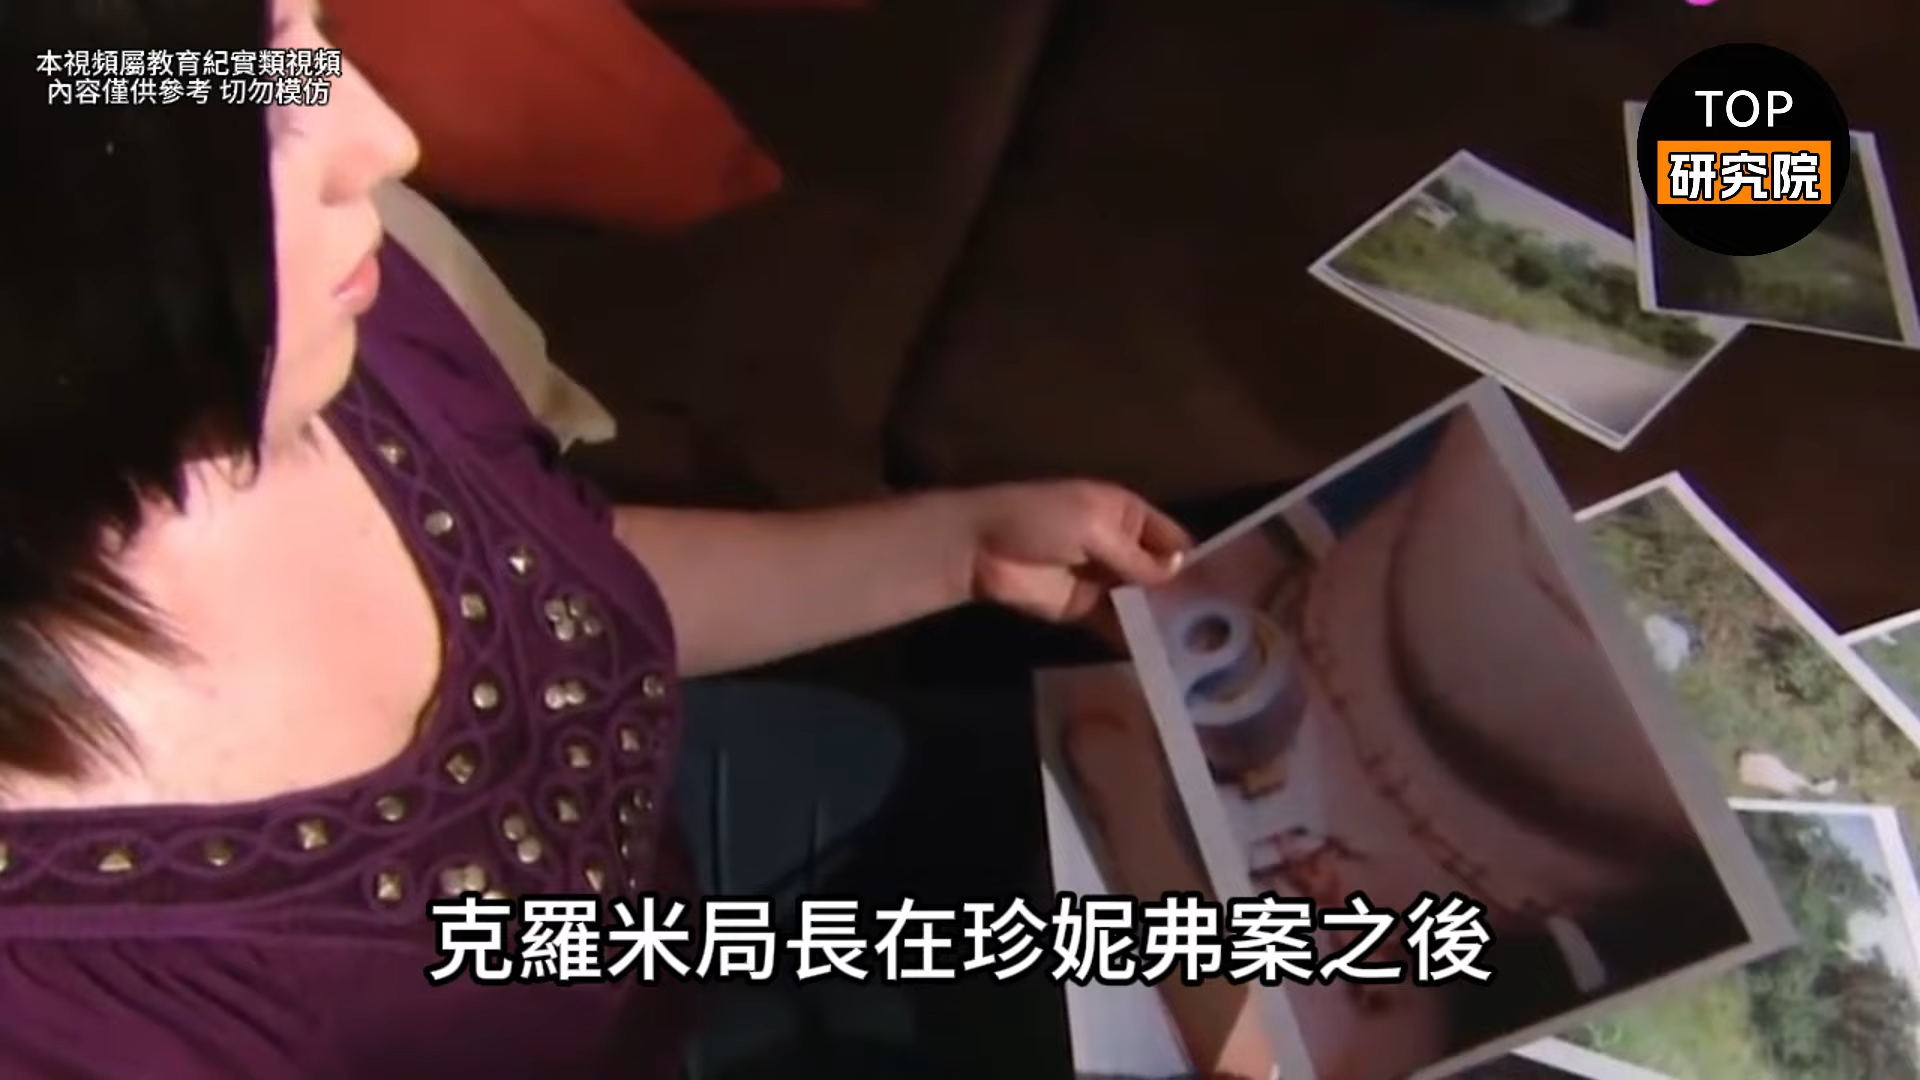 本視頻屬教育紀實類視頻
內容僅供參考 切勿模仿
TOP
研究院
克羅米局長在珍妮弗案之後